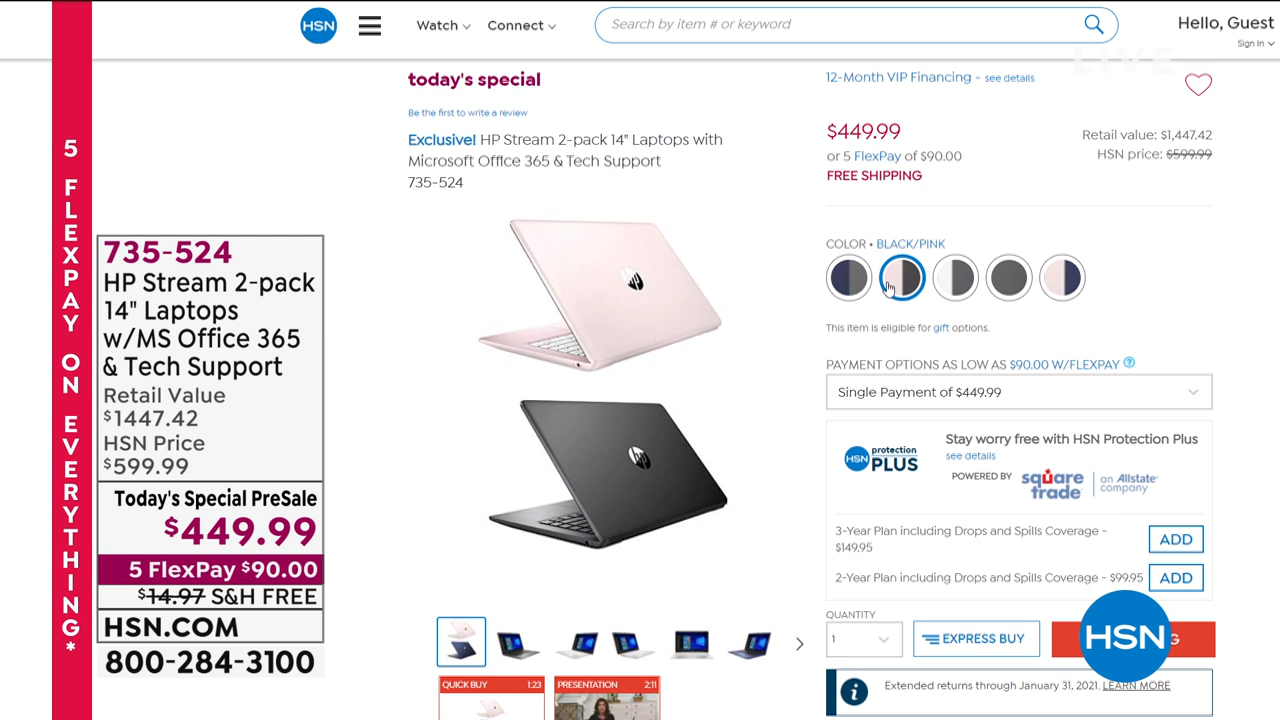 HSN
Watch
Connect
Search by item # or keyword
Hello, Guest
Sign In
LIVE
5 FLEXPAY ON EVERYTHING*
735-524
HP Stream 2-pack
14" Laptops
w/MS Office 365
& Tech Support
Retail Value
$1447.42
HSN Price
$599.99
Today's Special PreSale
$449.99
5 FlexPay $90.00
$14.97 S&H FREE
HSN.COM
800-284-3100
today's special
Be the first to write a review
Exclusive! HP Stream 2-pack 14" Laptops with
Microsoft Office 365 & Tech Support
735-524
hp
hp
QUICK BUY 1:23
PRESENTATION 2:11
12-Month VIP Financing - see details
$449.99
Retail value: $1,447.42
or 5 FlexPay of $90.00
HSN price: $599.99
FREE SHIPPING
COLOR • BLACK/PINK
This item is eligible for gift options.
PAYMENT OPTIONS AS LOW AS $90.00 W/FLEXPAY ?
Single Payment of $449.99
HSN protection PLUS
Stay worry free with HSN Protection Plus
see details
POWERED BY square trade | an Allstate company
3-Year Plan including Drops and Spills Coverage -
$149.95
ADD
2-Year Plan including Drops and Spills Coverage - $99.95
ADD
QUANTITY
1
EXPRESS BUY
G
HSN
i
Extended returns through January 31, 2021. LEARN MORE